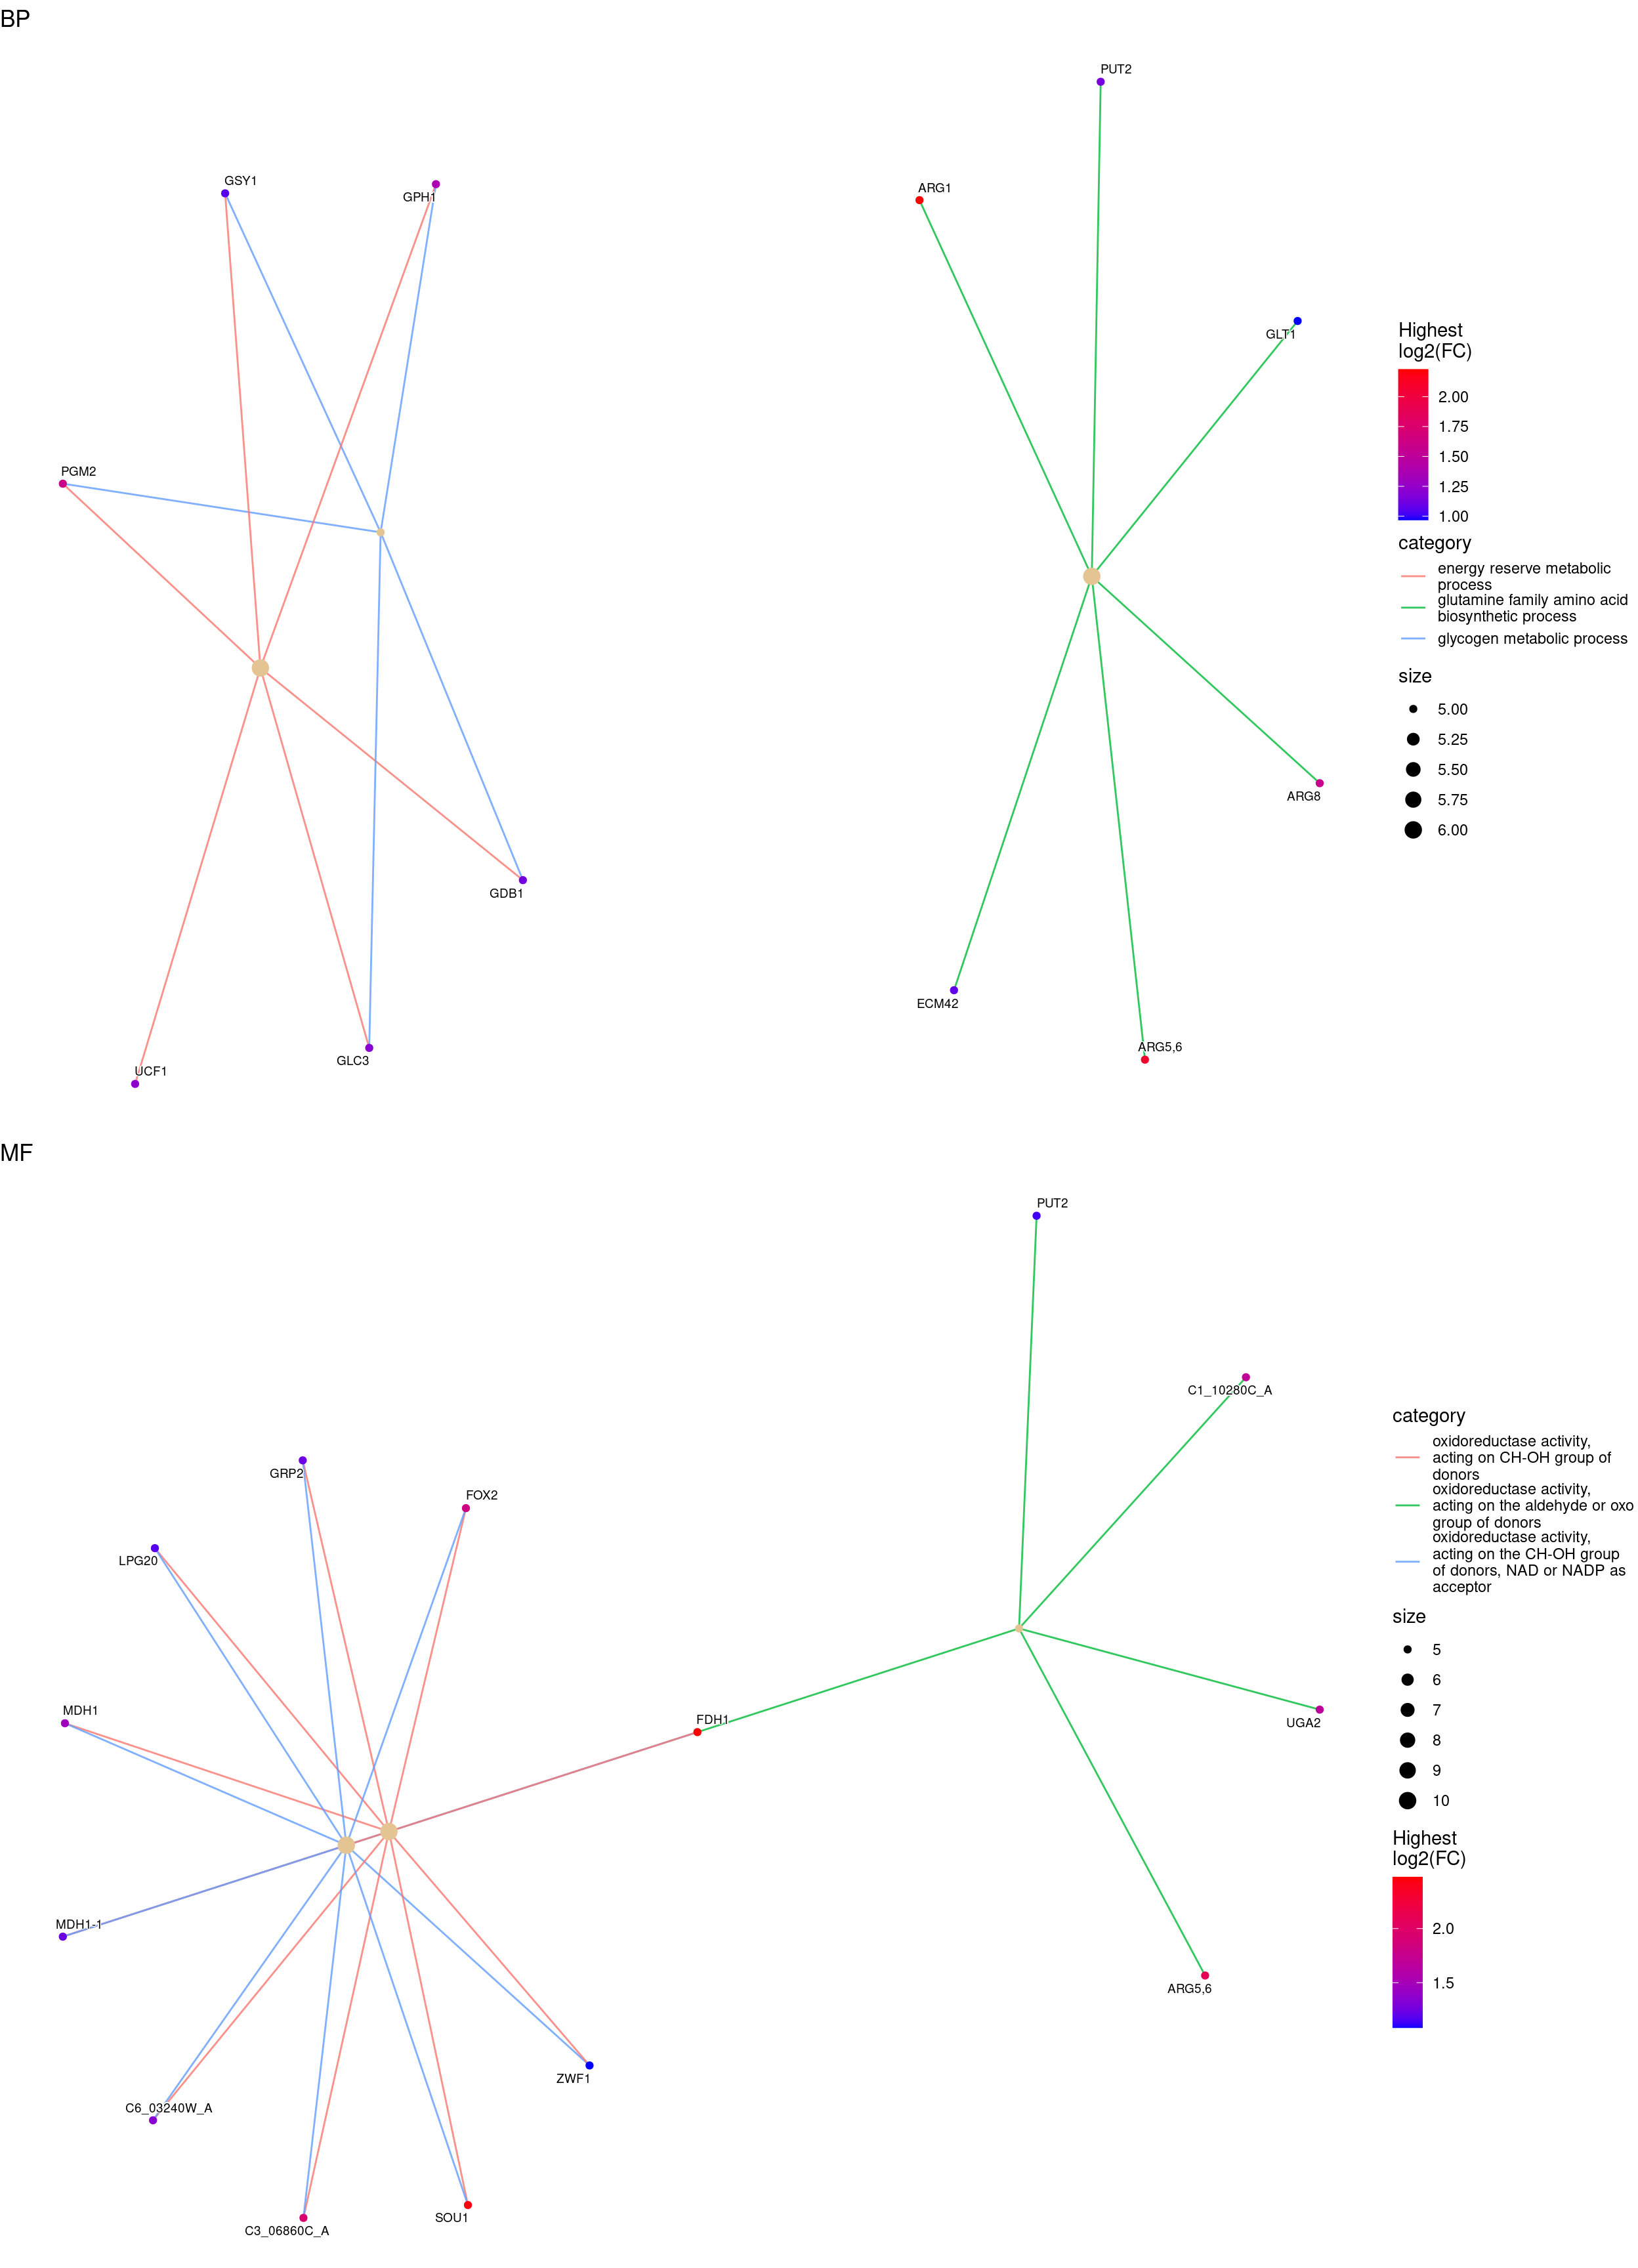 BP
PUT2
GSY1
GPH1
ARG1
GLT1
PGM2
ARG8
GDB1
ECM42
ARG5,6
GLC3
UCF1
Highest
log2(FC)
2.00
1.75
1.50
1.25
1.00
category
energy reserve metabolic
process
glutamine family amino acid
biosynthetic process
glycogen metabolic process
size
5.00
5.25
5.50
5.75
6.00
MF
PUT2
C1_10280C_A
GRP2
FOX2
LPG20
MDH1
FDH1
UGA2
MDH1-1
ARG5,6
ZWF1
C6_03240W_A
SOU1
C3_06860C_A
category
oxidoreductase activity,
acting on CH-OH group of
donors
oxidoreductase activity,
acting on the aldehyde or oxo
group of donors
oxidoreductase activity,
acting on the CH-OH group
of donors, NAD or NADP as
acceptor
size
5
6
7
8
9
10
Highest
log2(FC)
2.0
1.5